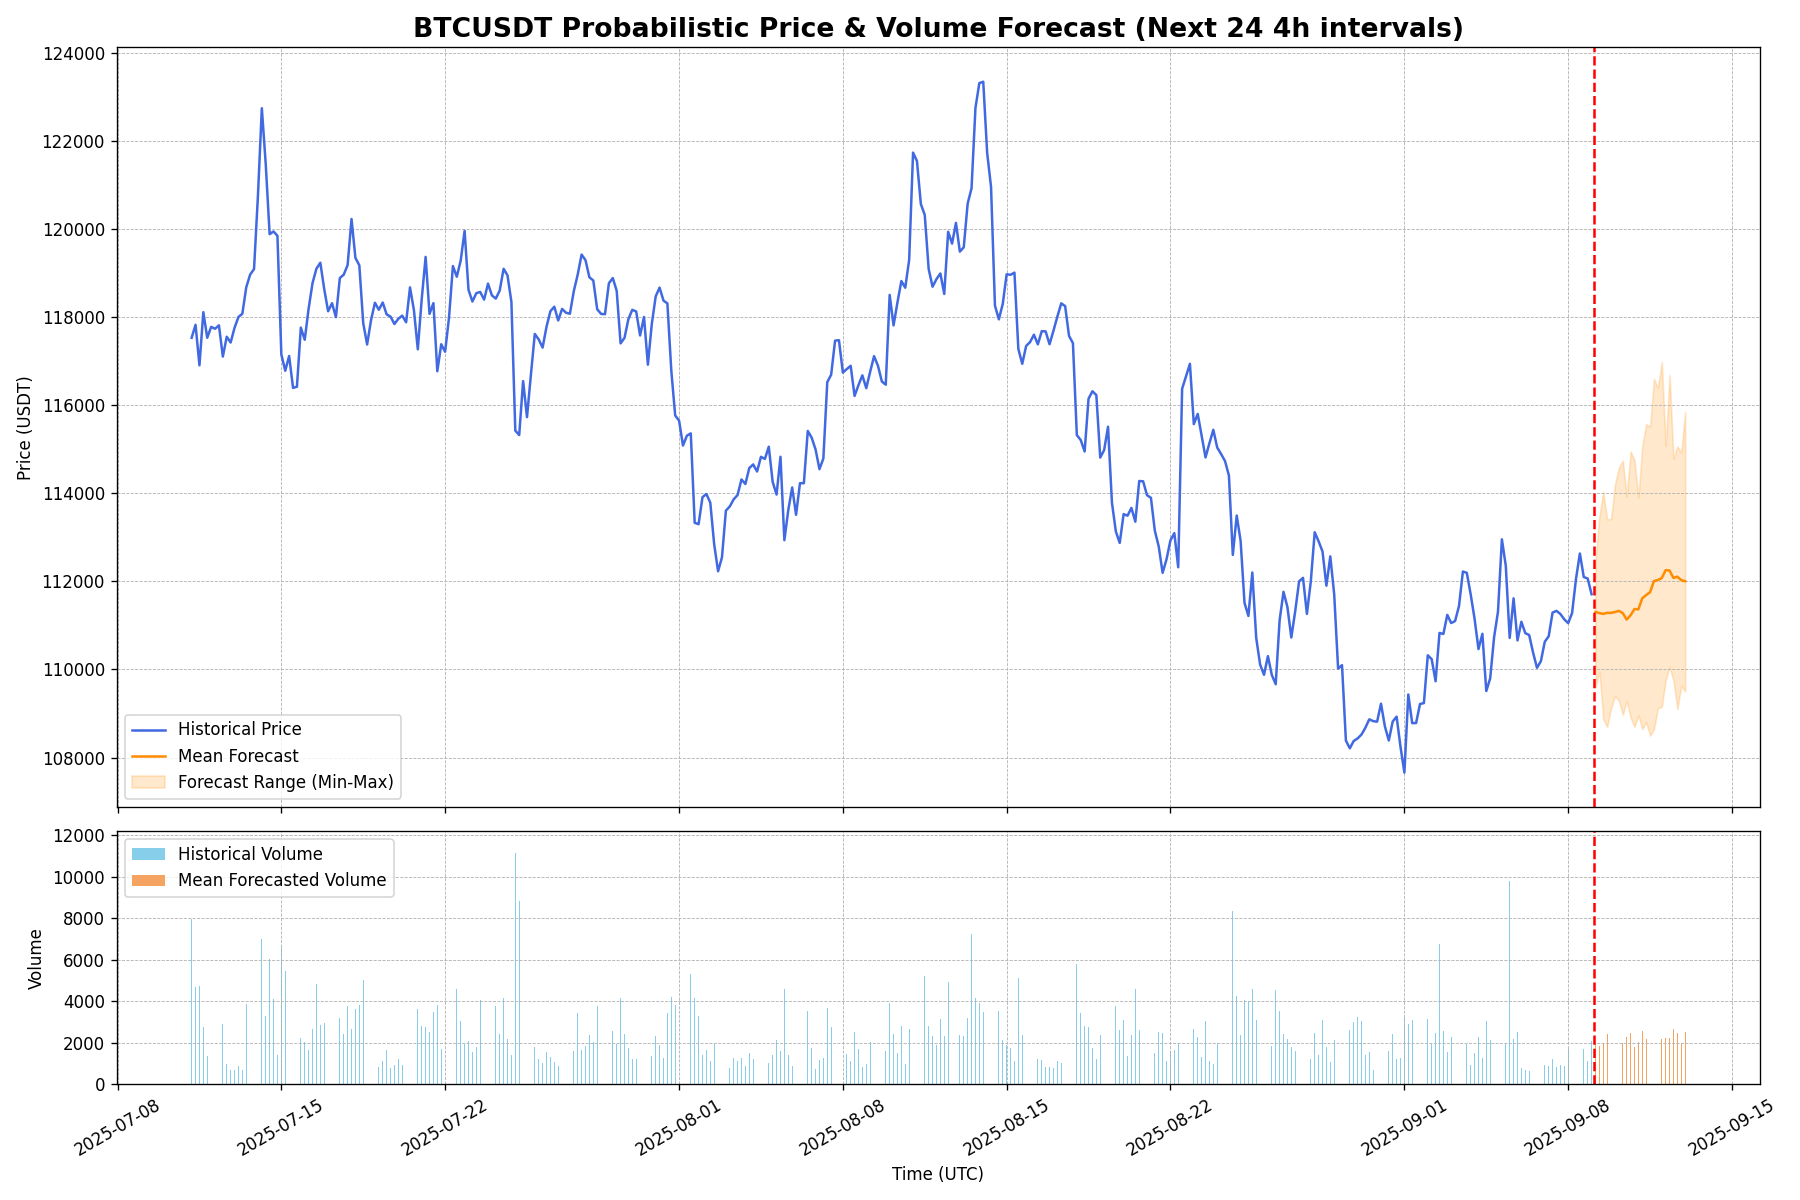 BTCUSDT Probabilistic Price & Volume Forecast (Next 24 4h intervals)
124000
122000
120000
118000
116000
114000
112000
110000
108000
Price (USDT)
Historical Price
Mean Forecast
Forecast Range (Min-Max)
12000
10000
8000
6000
4000
2000
0
Volume
Historical Volume
Mean Forecasted Volume
2025-07-08
2025-07-15
2025-07-22
2025-08-01
2025-08-08
2025-08-15
2025-08-22
2025-09-01
2025-09-08
2025-09-15
Time (UTC)